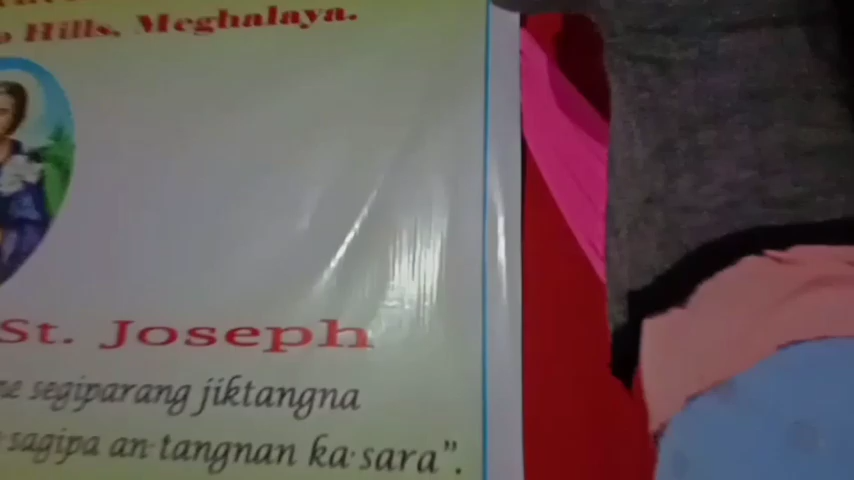 Hills, Meghalaya.
St. Joseph
segiparang jiktangna
sagipa an·tangnan ka·sara".